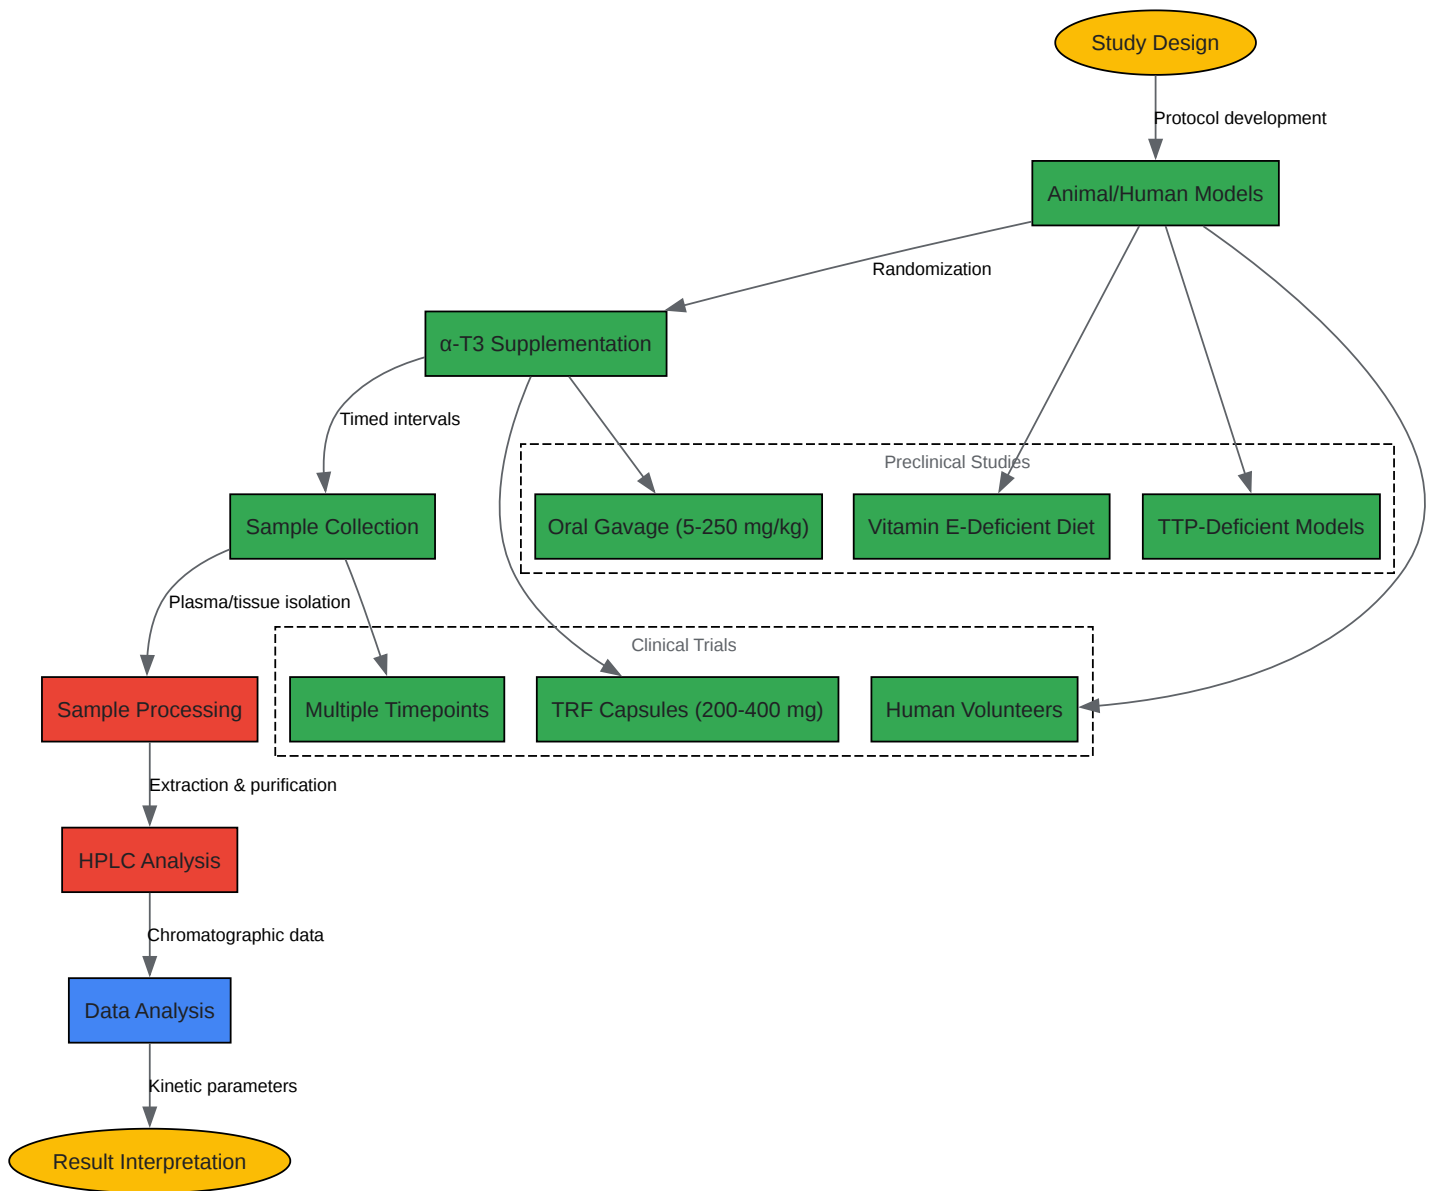 Study Design
Protocol development
Animal/Human Models
Randomization
α-T3 Supplementation
Timed intervals
Preclinical Studies
Sample Collection
Oral Gavage (5-250 mg/kg)
Vitamin E-Deficient Diet
TTP-Deficient Models
Plasma/tissue isolation
Clinical Trials
Sample Processing
Multiple Timepoints
TRF Capsules (200-400 mg)
Human Volunteers
Extraction & purification
HPLC Analysis
Chromatographic data
Data Analysis
Kinetic parameters
Result Interpretation